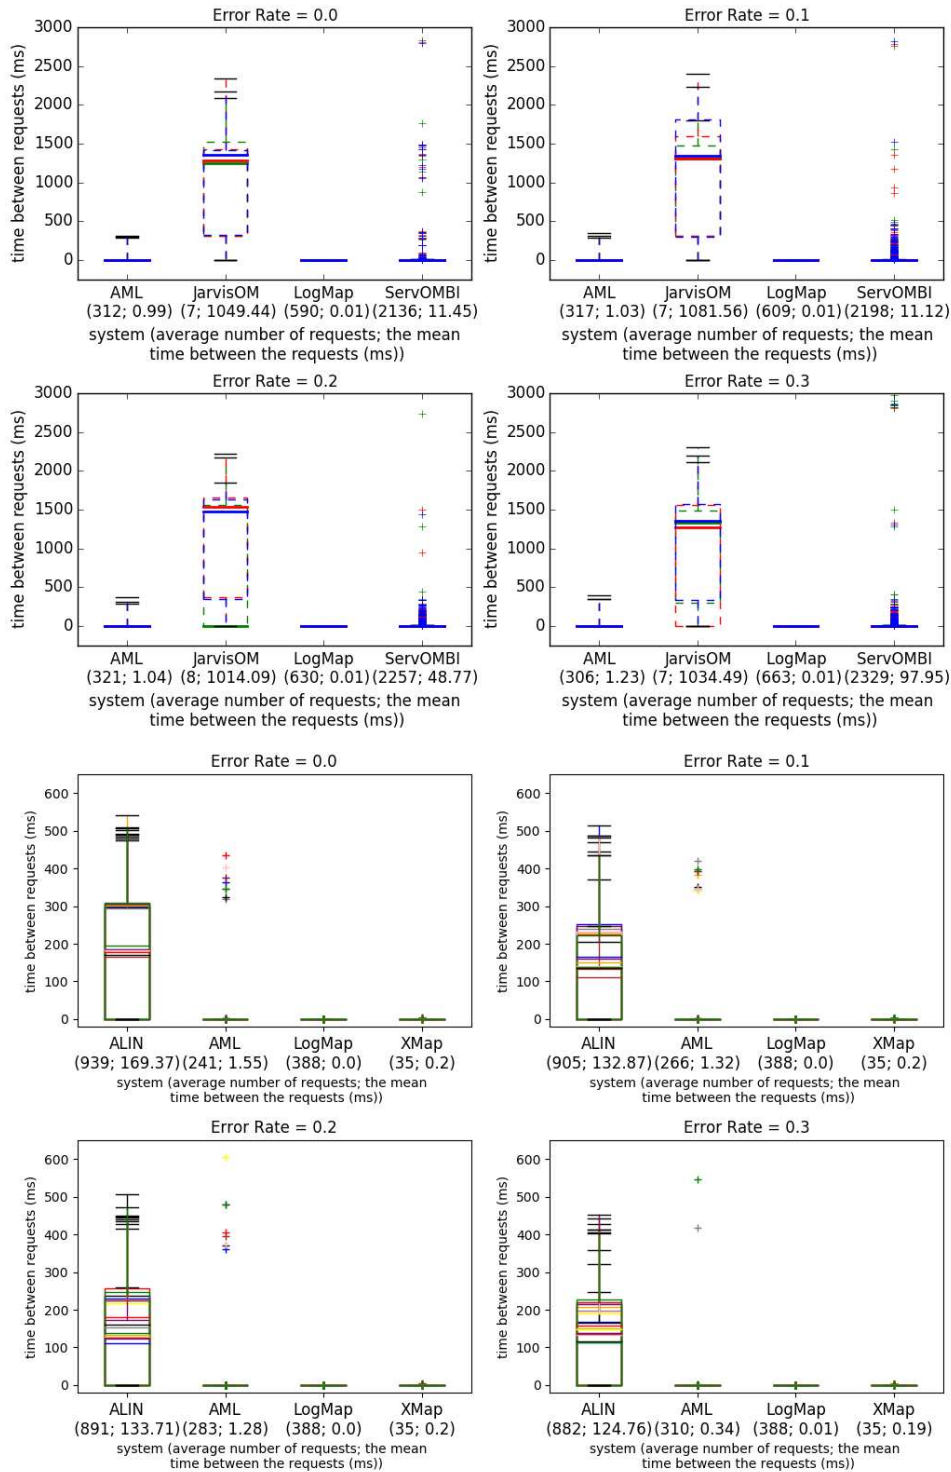 Error Rate = 0.0
time between requests (ms)
3000
2500
2000
1500
1000
500
0
AML JarvisOM LogMap ServOMBI
(312; 0.99) (7; 1049.44) (590; 0.01) (2136; 11.45)
system (average number of requests; the mean
time between the requests (ms))
Error Rate = 0.1
time between requests (ms)
3000
2500
2000
1500
1000
500
0
AML JarvisOM LogMap ServOMBI
(317; 1.03) (7; 1081.56) (609; 0.01) (2198; 11.12)
system (average number of requests; the mean
time between the requests (ms))
Error Rate = 0.2
time between requests (ms)
3000
2500
2000
1500
1000
500
0
AML JarvisOM LogMap ServOMBI
(321; 1.04) (8; 1014.09) (630; 0.01) (2257; 48.77)
system (average number of requests; the mean
time between the requests (ms))
Error Rate = 0.3
time between requests (ms)
3000
2500
2000
1500
1000
500
0
AML JarvisOM LogMap ServOMBI
(306; 1.23) (7; 1034.49) (663; 0.01) (2329; 97.95)
system (average number of requests; the mean
time between the requests (ms))
Error Rate = 0.0
time between requests (ms)
600
500
400
300
200
100
0
ALIN AML LogMap XMap
(939; 169.37) (241; 1.55) (388; 0.0) (35; 0.2)
system (average number of requests; the mean
time between the requests (ms))
Error Rate = 0.1
time between requests (ms)
600
500
400
300
200
100
0
ALIN AML LogMap XMap
(905; 132.87) (266; 1.32) (388; 0.0) (35; 0.2)
system (average number of requests; the mean
time between the requests (ms))
Error Rate = 0.2
time between requests (ms)
600
500
400
300
200
100
0
ALIN AML LogMap XMap
(891; 133.71) (283; 1.28) (388; 0.0) (35; 0.2)
system (average number of requests; the mean
time between the requests (ms))
Error Rate = 0.3
time between requests (ms)
600
500
400
300
200
100
0
ALIN AML LogMap XMap
(882; 124.76) (310; 0.34) (388; 0.01) (35; 0.19)
system (average number of requests; the mean
time between the requests (ms))